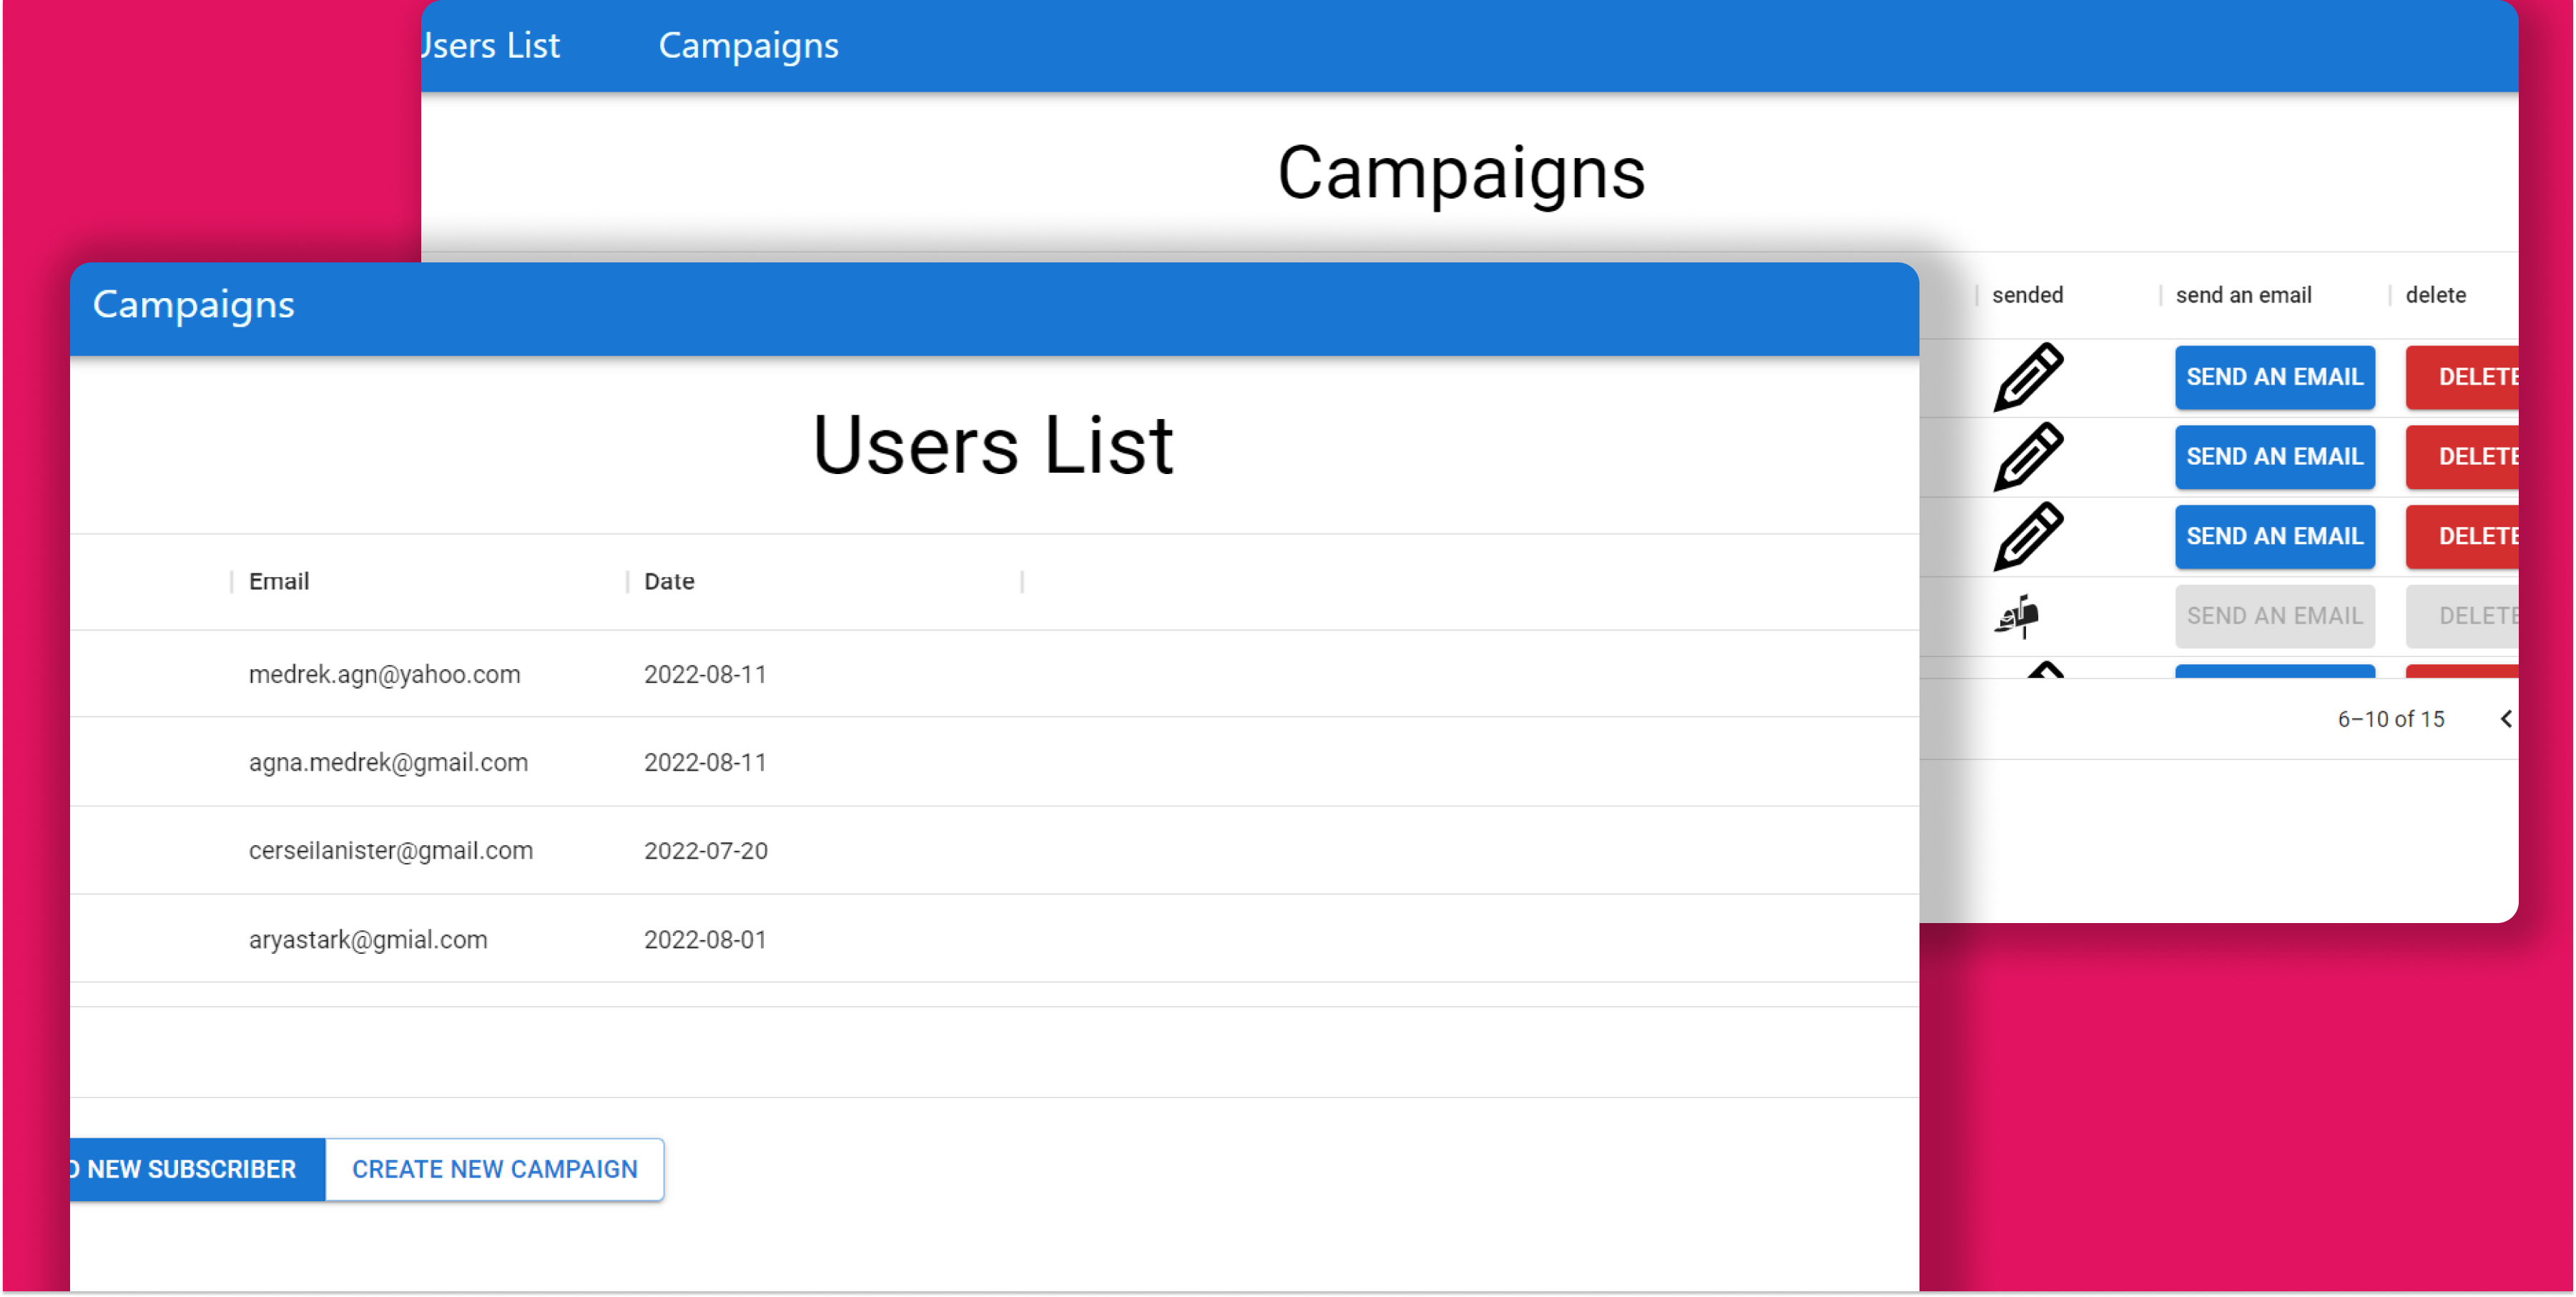 Users List Campaigns
Campaigns
sended send an email delete
SEND AN EMAIL DELETE
SEND AN EMAIL DELETE
SEND AN EMAIL DELETE
SEND AN EMAIL DELETE
6–10 of 15
Campaigns
Users List
Email Date
medrek.agn@yahoo.com 2022-08-11
agna.medrek@gmail.com 2022-08-11
cerseilanister@gmail.com 2022-07-20
aryastark@gmial.com 2022-08-01
NEW SUBSCRIBER CREATE NEW CAMPAIGN